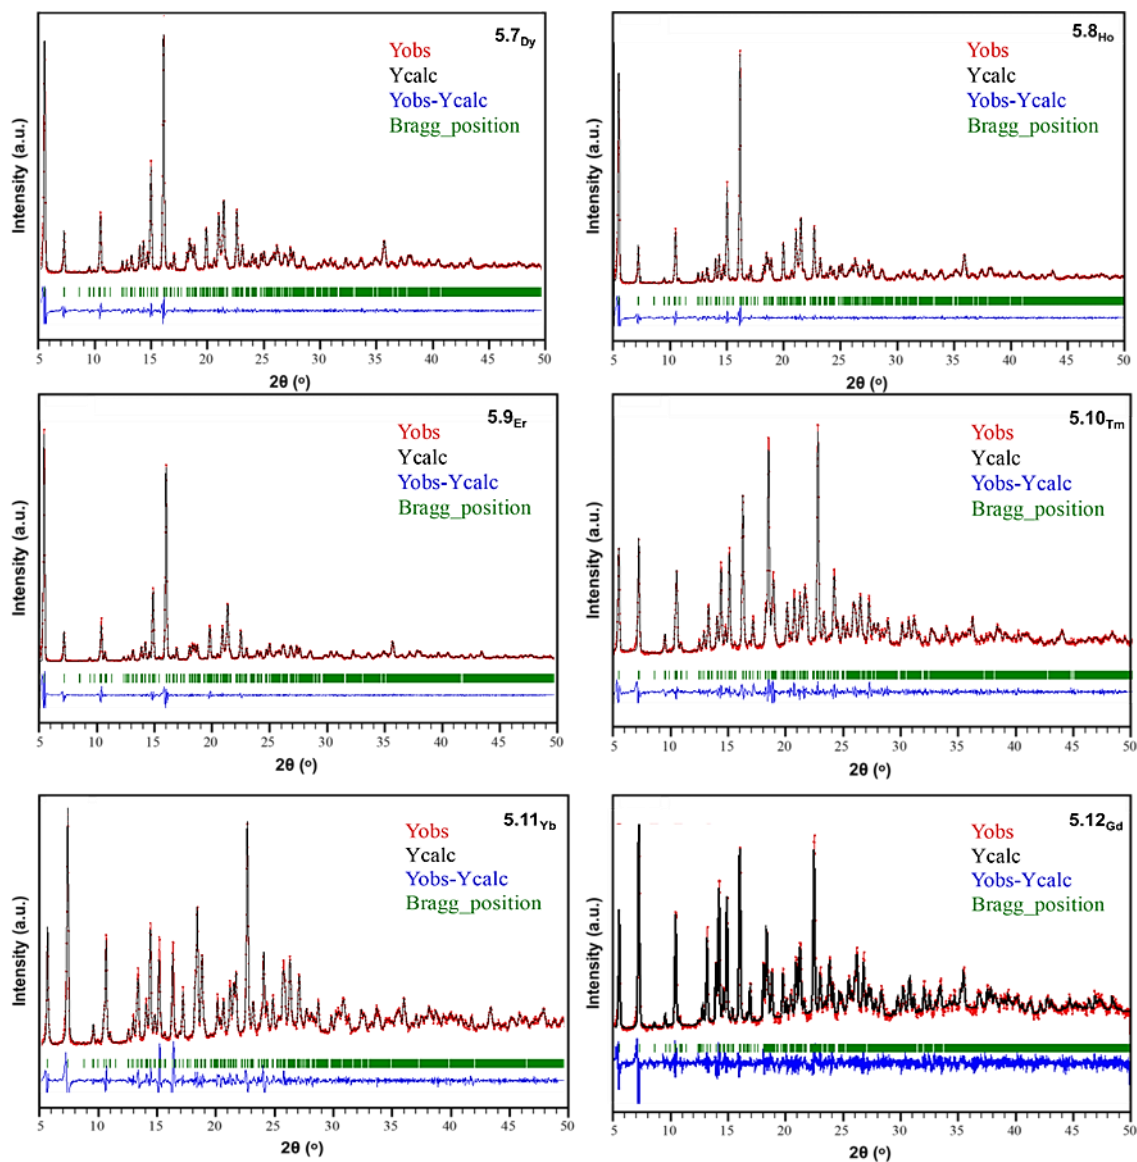 5.7Dy
Yobs
Ycalc
Yobs-Ycalc
Bragg_position
Intensity (a.u.)
5 10 15 20 25 30 35 40 45 50
2θ (o)
5.8Ho
Yobs
Ycalc
Yobs-Ycalc
Bragg_position
Intensity (a.u.)
5 10 15 20 25 30 35 40 45 50
2θ (o)
5.9Er
Yobs
Ycalc
Yobs-Ycalc
Bragg_position
Intensity (a.u.)
5 10 15 20 25 30 35 40 45 50
2θ (o)
5.10Tm
Yobs
Ycalc
Yobs-Ycalc
Bragg_position
Intensity (a.u.)
5 10 15 20 25 30 35 40 45 50
2θ (o)
5.11Yb
Yobs
Ycalc
Yobs-Ycalc
Bragg_position
Intensity (a.u.)
5 10 15 20 25 30 35 40 45 50
2θ (o)
5.12Gd
Yobs
Ycalc
Yobs-Ycalc
Bragg_position
Intensity (a.u.)
5 10 15 20 25 30 35 40 45 50
2θ (o)